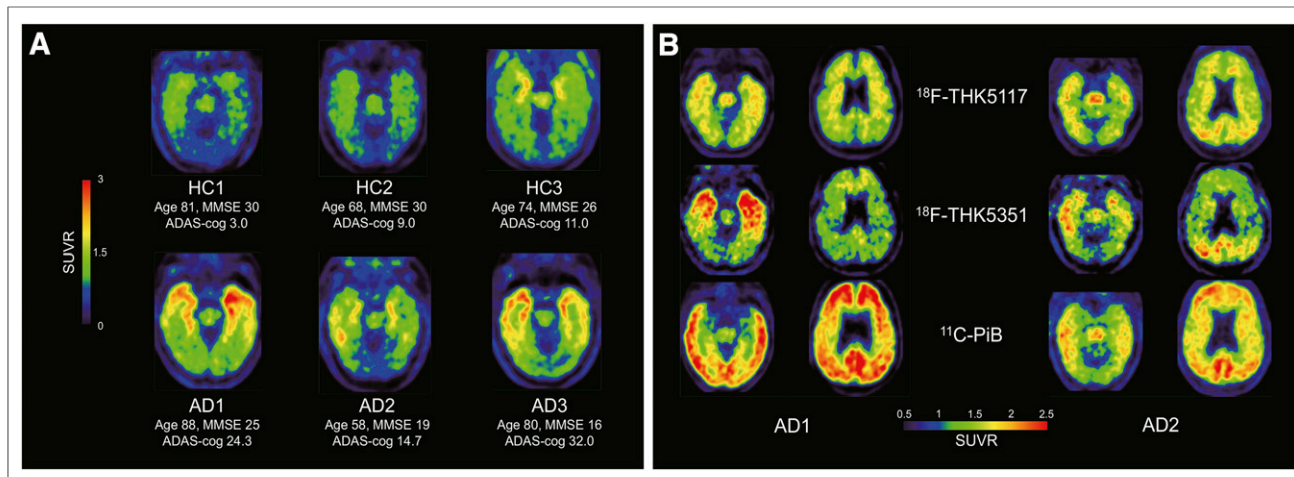 A
HC1
Age 81, MMSE 30
ADAS-cog 3.0
HC2
Age 68, MMSE 30
ADAS-cog 9.0
HC3
Age 74, MMSE 26
ADAS-cog 11.0
SUVR
3
1.5
0
AD1
Age 88, MMSE 25
ADAS-cog 24.3
AD2
Age 58, MMSE 19
ADAS-cog 14.7
AD3
Age 80, MMSE 16
ADAS-cog 32.0
B
¹⁸F-THK5117
¹⁸F-THK5351
¹¹C-PiB
AD1
0.5 1 1.5 2 2.5
SUVR
AD2